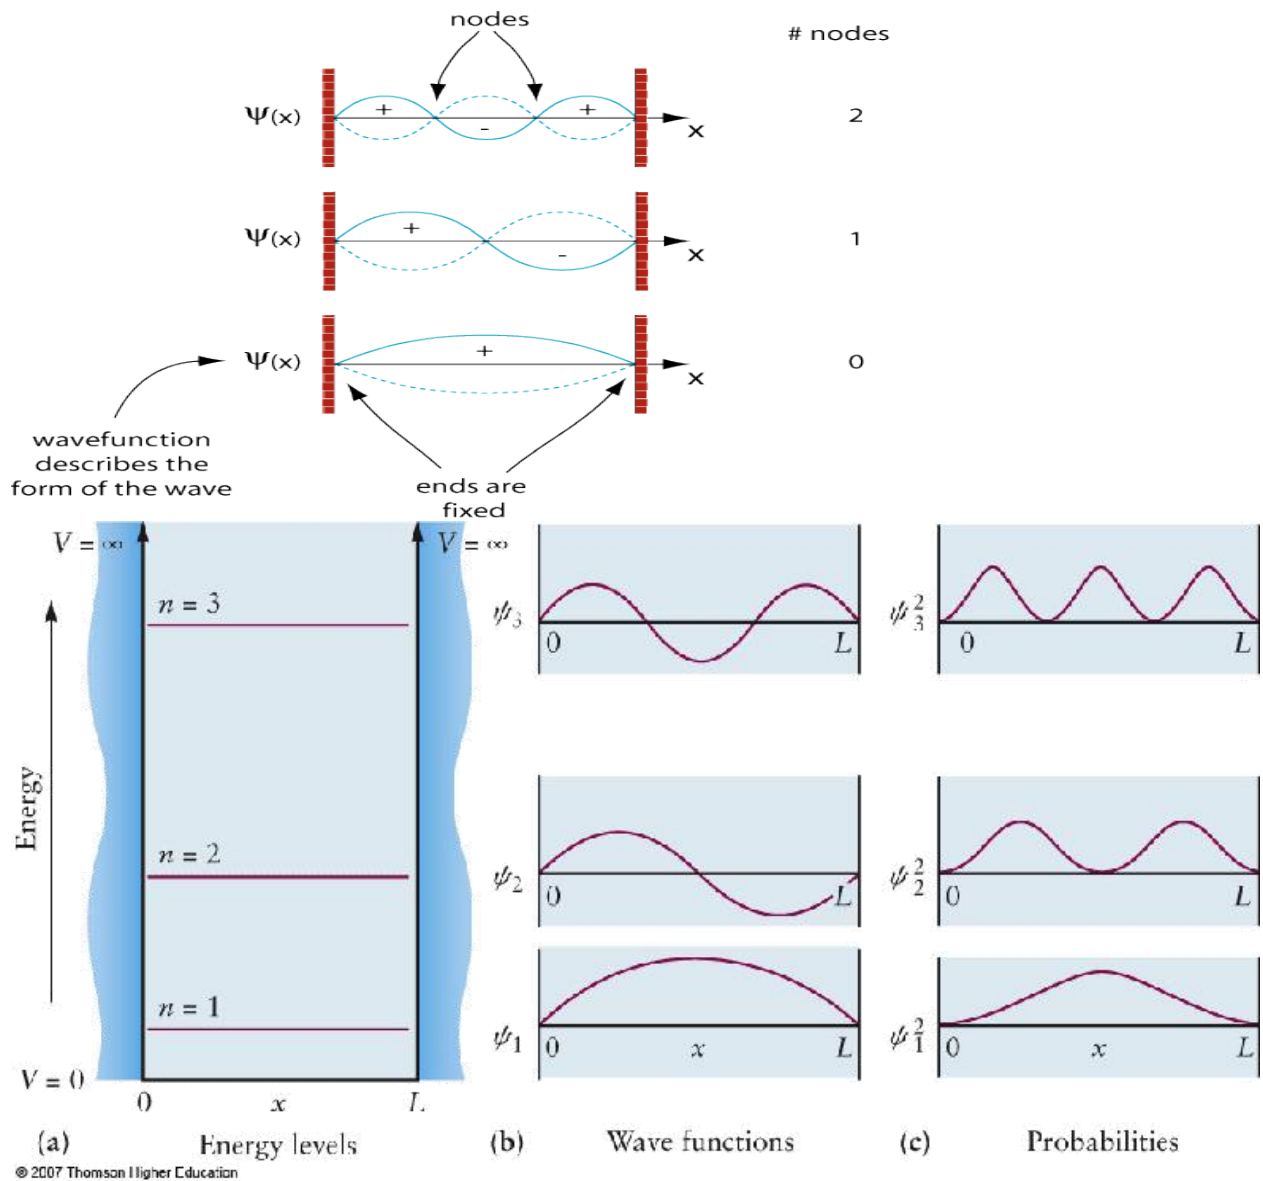 nodes
# nodes
Ψ(x)
+
-
+
x
2
Ψ(x)
+
-
x
1
Ψ(x)
+
x
0
wavefunction
describes the
form of the wave
ends are
fixed
V = ∞
V = ∞
n = 3
n = 2
n = 1
Energy
V = 0
0
x
L
ψ3
0
L
ψ2
0
L
ψ1
0
x
L
ψ²3
0
L
ψ²2
0
L
ψ²1
0
x
L
(a)
Energy levels
(b)
Wave functions
(c)
Probabilities
© 2007 Thomson Higher Education